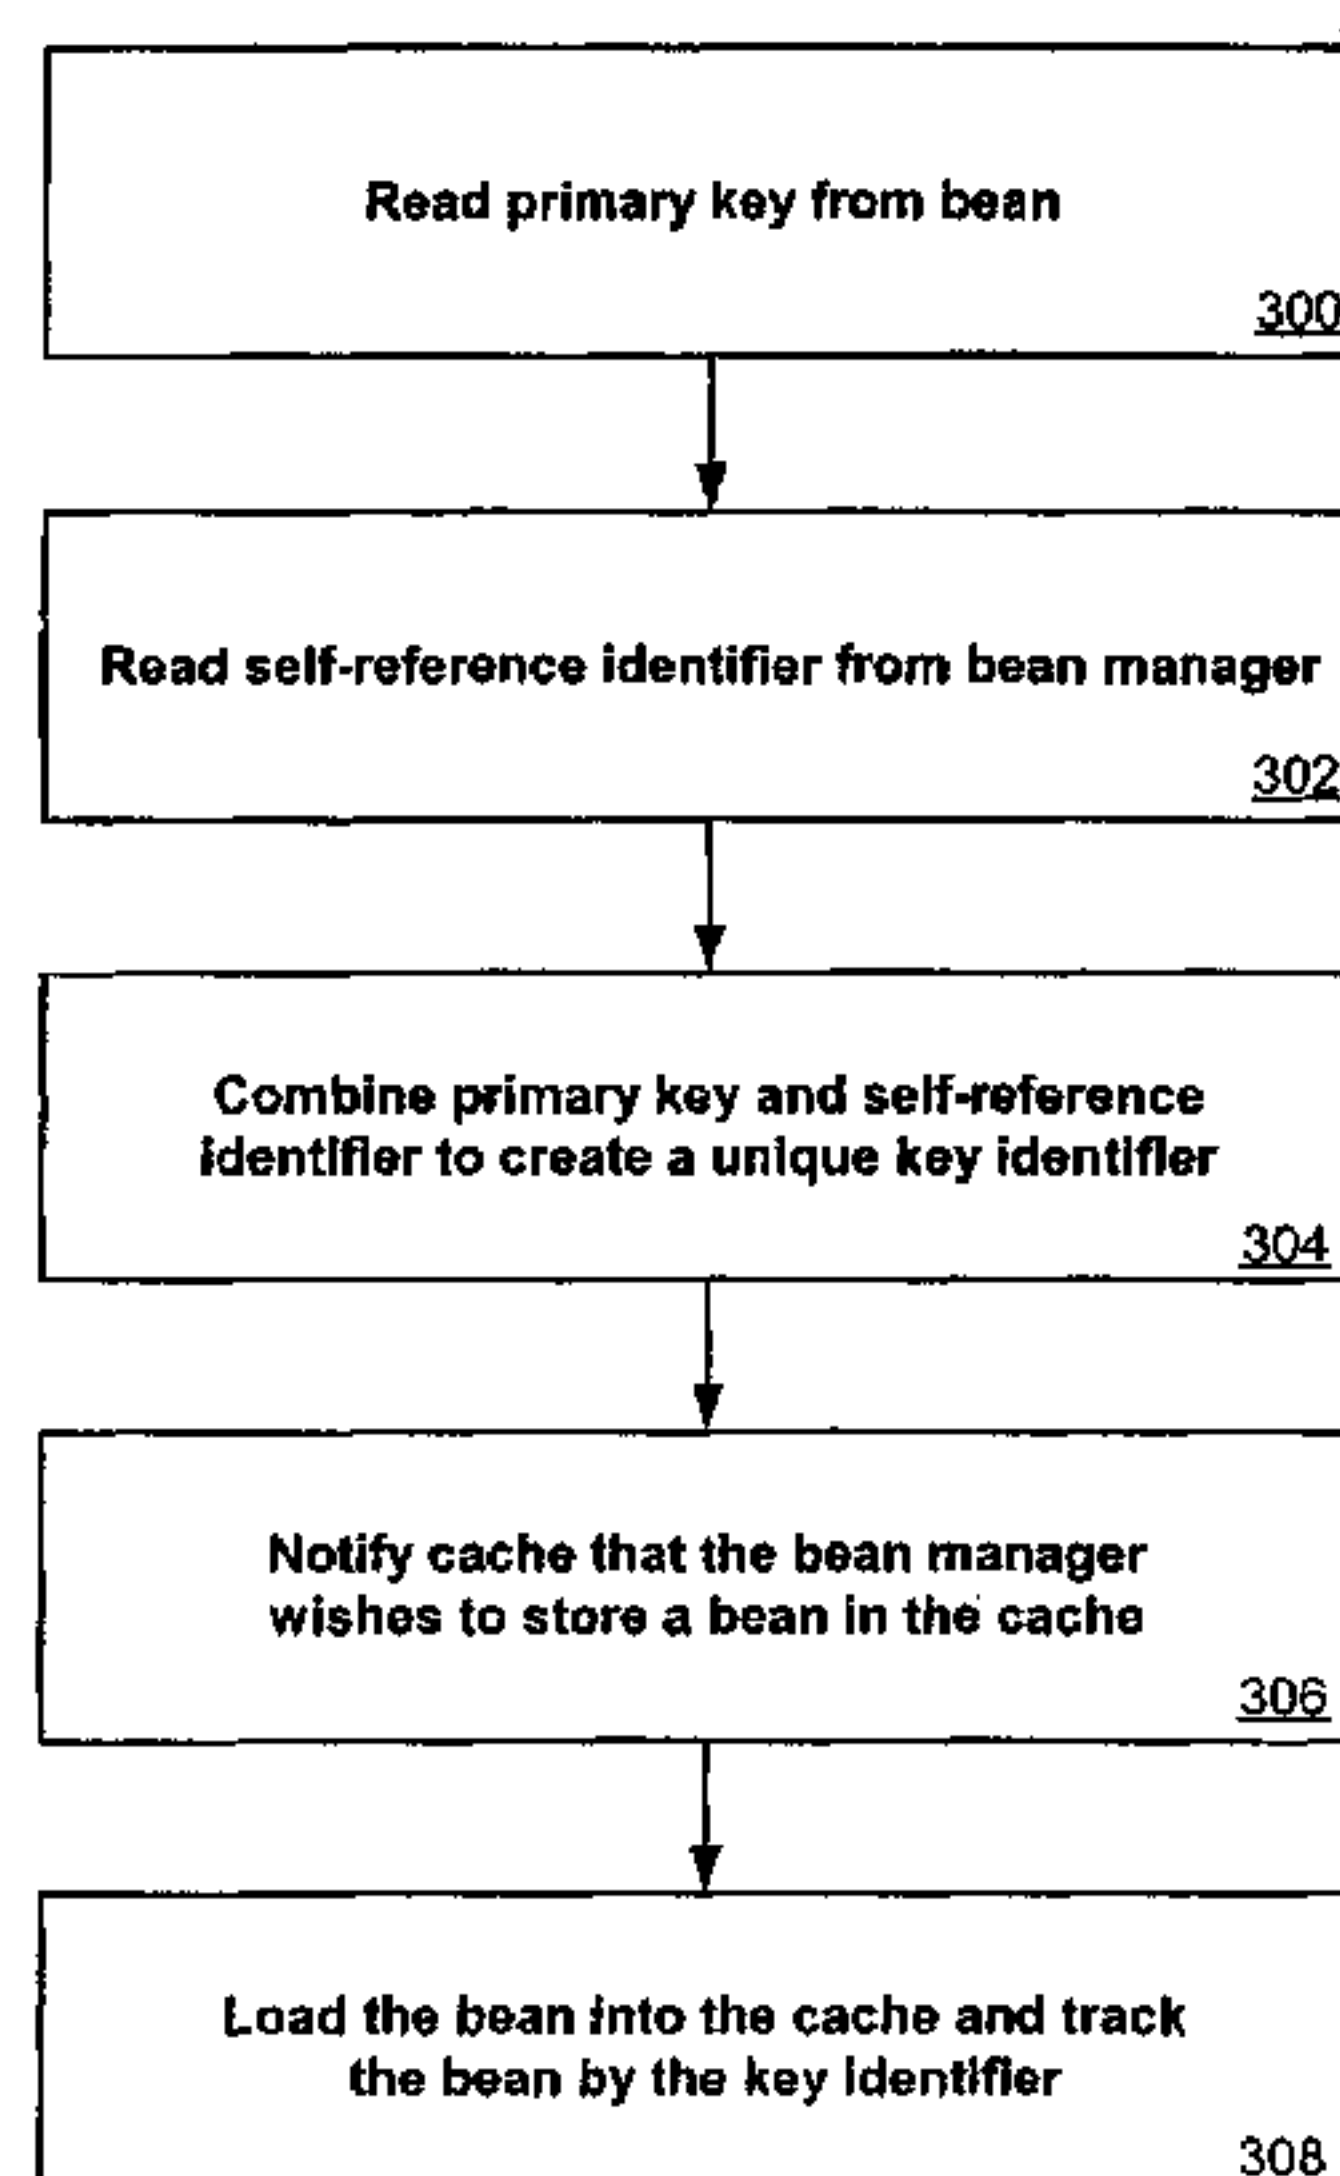 Read primary key from bean
300
Read self-reference identifier from bean manager
302
Combine primary key and self-reference
identifier to create a unique key identifier
304
Notify cache that the bean manager
wishes to store a bean in the cache
306
Load the bean into the cache and track
the bean by the key identifier
308